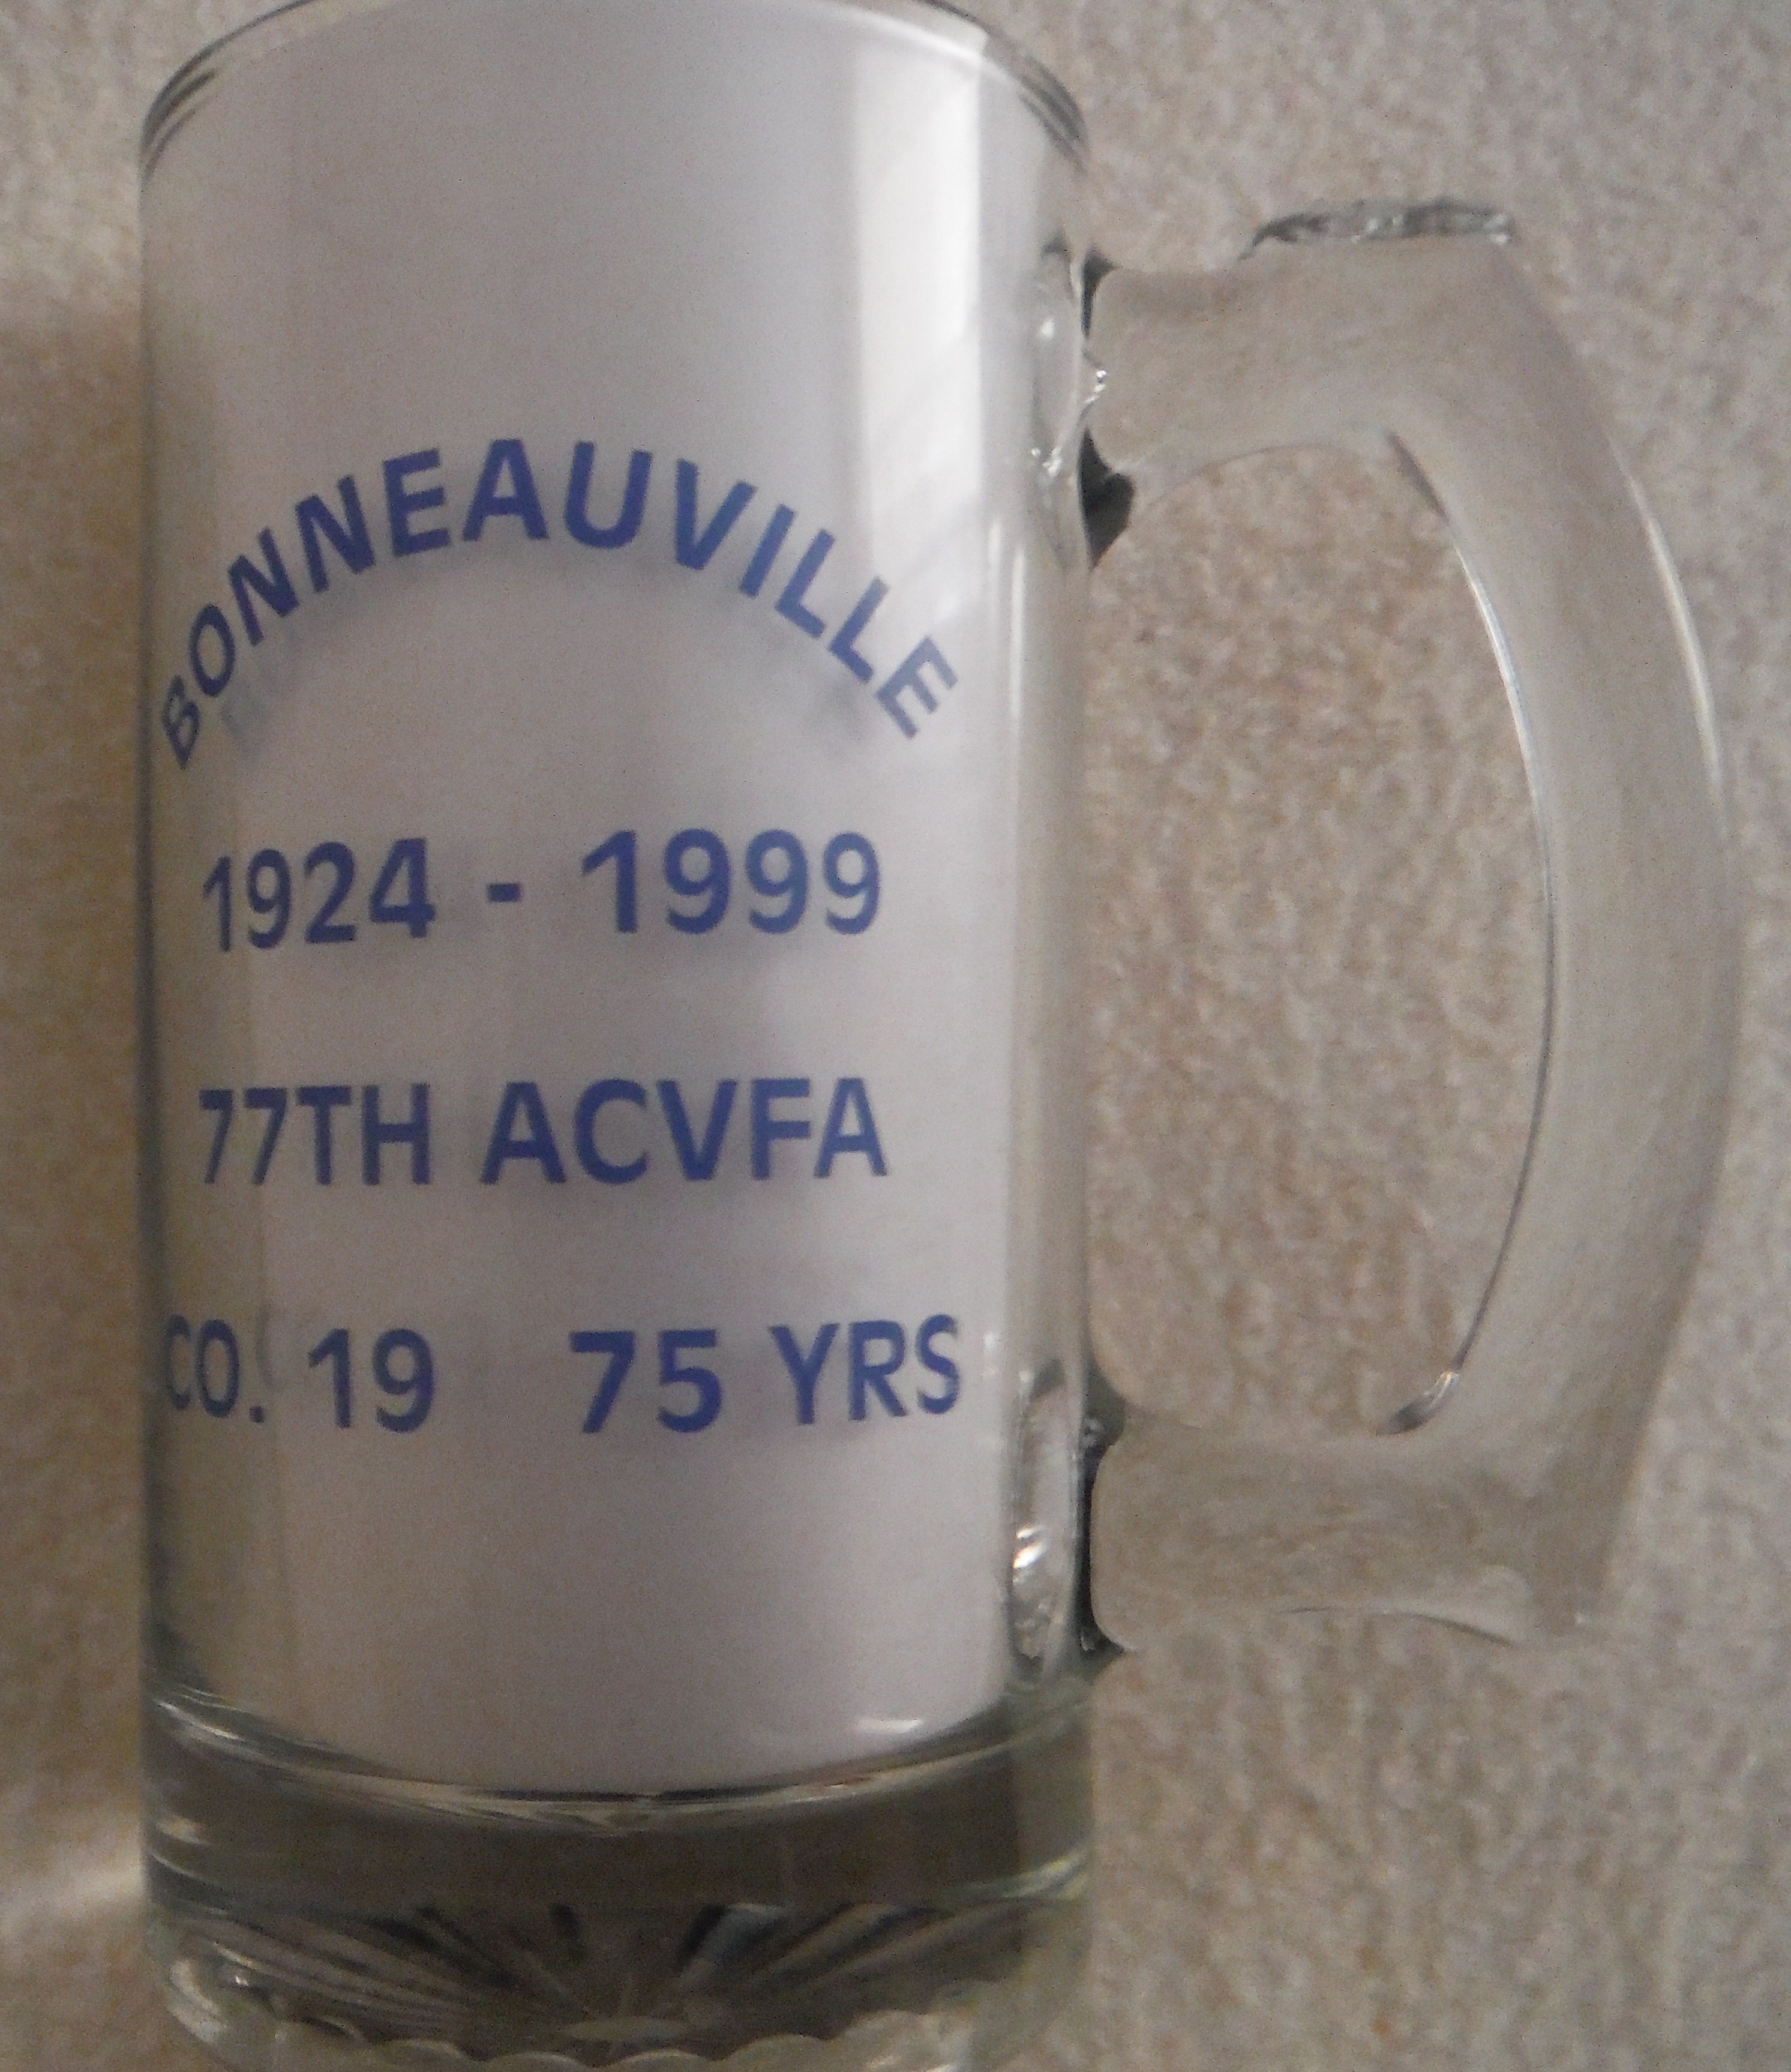 BONNEAUVILLE
1924 - 1999
77TH ACVFA
CO. 19 75 YRS